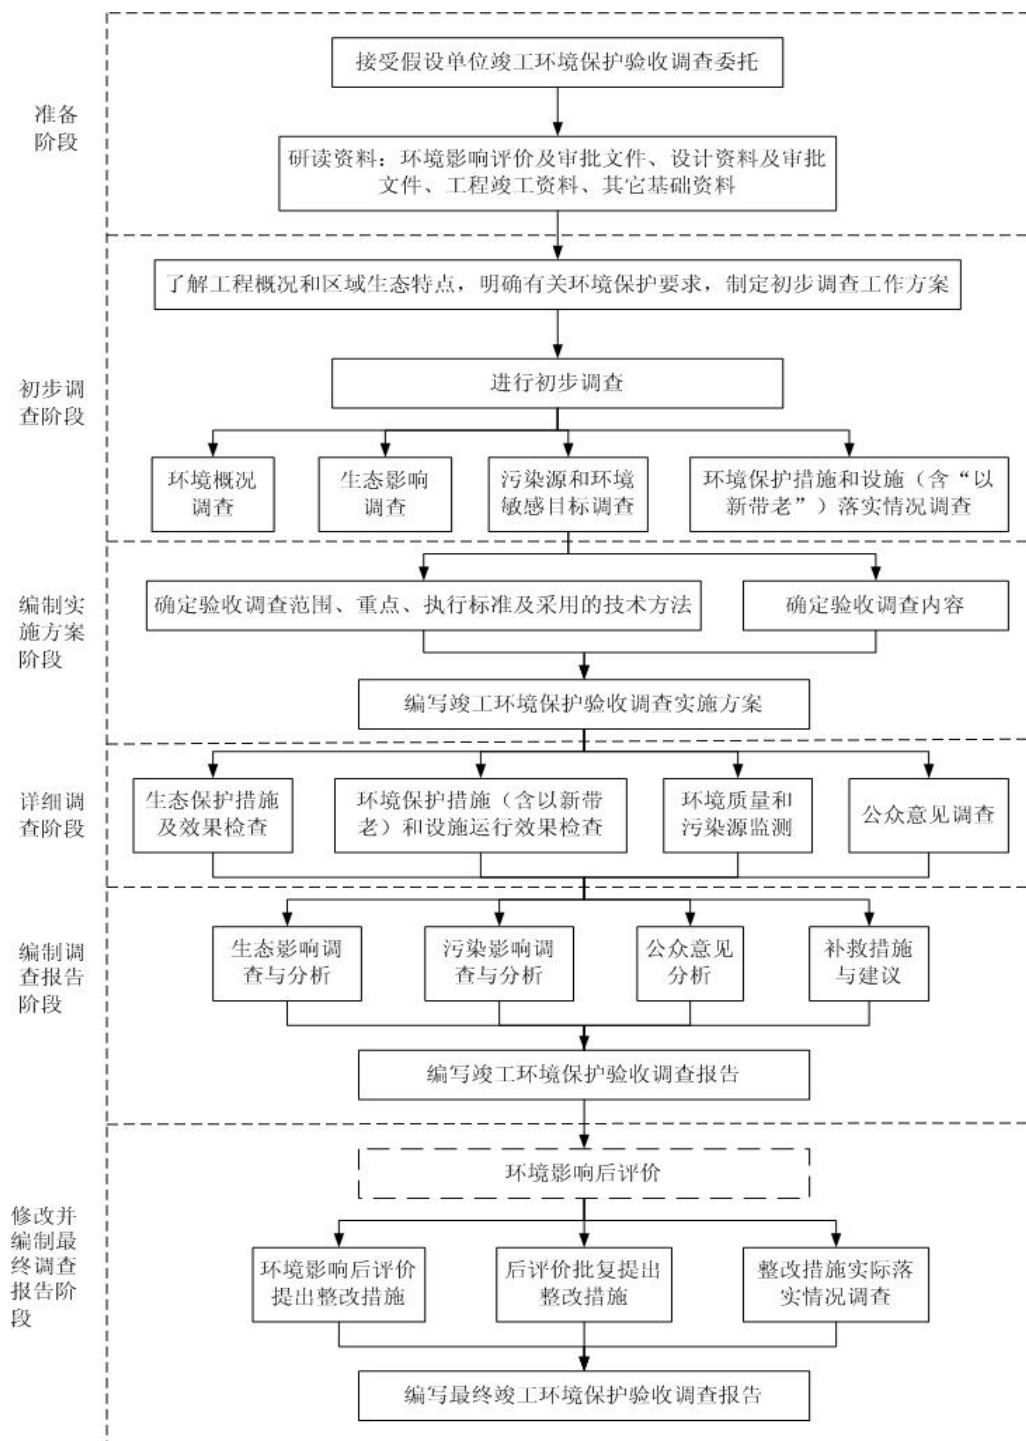 准备
阶段
接受假设单位竣工环境保护验收调查委托
研读资料：环境影响评价及审批文件、设计资料及审批
文件、工程竣工资料、其它基础资料
初步调
查阶段
了解工程概况和区域生态特点，明确有关环境保护要求，制定初步调查工作方案
进行初步调查
环境概况
调查
生态影响
调查
污染源和环境
敏感目标调查
环境保护措施和设施（含“以
新带老”）落实情况调查
编制实
施方案
阶段
确定验收调查范围、重点、执行标准及采用的技术方法
确定验收调查内容
编写竣工环境保护验收调查实施方案
详细调
查阶段
生态保护措施
及效果检查
环境保护措施（含以新带
老）和设施运行效果检查
环境质量和
污染源监测
公众意见调查
编制调
查报告
阶段
生态影响调
查与分析
污染影响调
查与分析
公众意见
分析
补救措施
与建议
编写竣工环境保护验收调查报告
修改并
编制最
终调查
报告阶
段
环境影响后评价
环境影响后评价
提出整改措施
后评价批复提出
整改措施
整改措施实际落
实情况调查
编写最终竣工环境保护验收调查报告